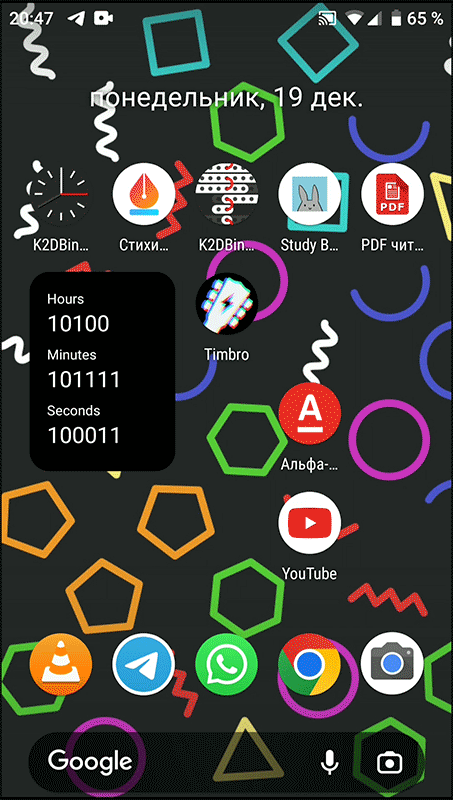 20:47
65 %
понедельник, 19 дек.
K2DBin...
Стихи...
K2DBin...
Study B...
PDF чит...
PDF
Hours
10100
Minutes
101111
Seconds
100011
Timbro
A
Альфа-...
YouTube
Google